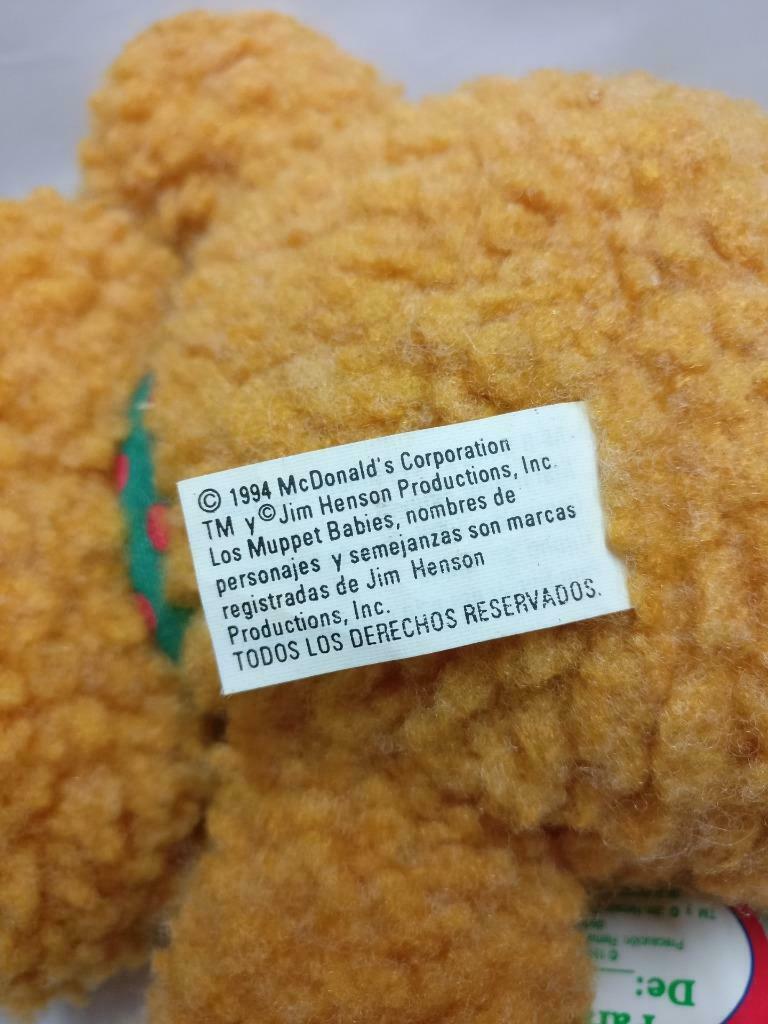 © 1994 McDonald's Corporation
TM y © Jim Henson Productions, Inc.
Los Muppet Babies, nombres de
personajes y semejanzas son marcas
registradas de Jim Henson
Productions, Inc.
TODOS LOS DERECHOS RESERVADOS.
De: